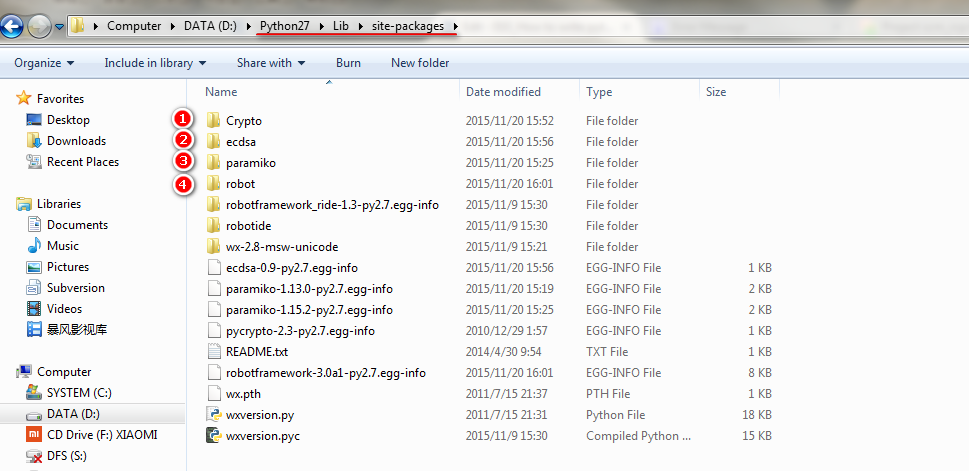 Computer DATA (D:) Python27 Lib site-packages
Organize Include in library Share with Burn New folder
Name Date modified Type Size
Favorites
Desktop
Downloads
Recent Places
Libraries
Documents
Music
Pictures
Subversion
Videos
暴风影视库
Computer
SYSTEM (C:)
DATA (D:)
CD Drive (F:) XIAOMI
DFS (S:)
1 Crypto 2015/11/20 15:52 File folder
2 ecdsa 2015/11/20 15:56 File folder
3 paramiko 2015/11/20 15:25 File folder
4 robot 2015/11/20 16:01 File folder
robotframework_ride-1.3-py2.7.egg-info 2015/11/9 15:30 File folder
robotide 2015/11/9 15:30 File folder
wx-2.8-msw-unicode 2015/11/9 15:21 File folder
ecdsa-0.9-py2.7.egg-info 2015/11/20 15:56 EGG-INFO File 1 KB
paramiko-1.13.0-py2.7.egg-info 2015/11/20 15:19 EGG-INFO File 2 KB
paramiko-1.15.2-py2.7.egg-info 2015/11/20 15:25 EGG-INFO File 2 KB
pycrypto-2.3-py2.7.egg-info 2010/12/29 1:57 EGG-INFO File 1 KB
README.txt 2014/4/30 9:54 TXT File 1 KB
robotframework-3.0a1-py2.7.egg-info 2015/11/20 16:01 EGG-INFO File 8 KB
wx.pth 2011/7/15 21:37 PTH File 1 KB
wxversion.py 2011/7/15 21:31 Python File 18 KB
wxversion.pyc 2015/11/9 15:30 Compiled Python ... 15 KB